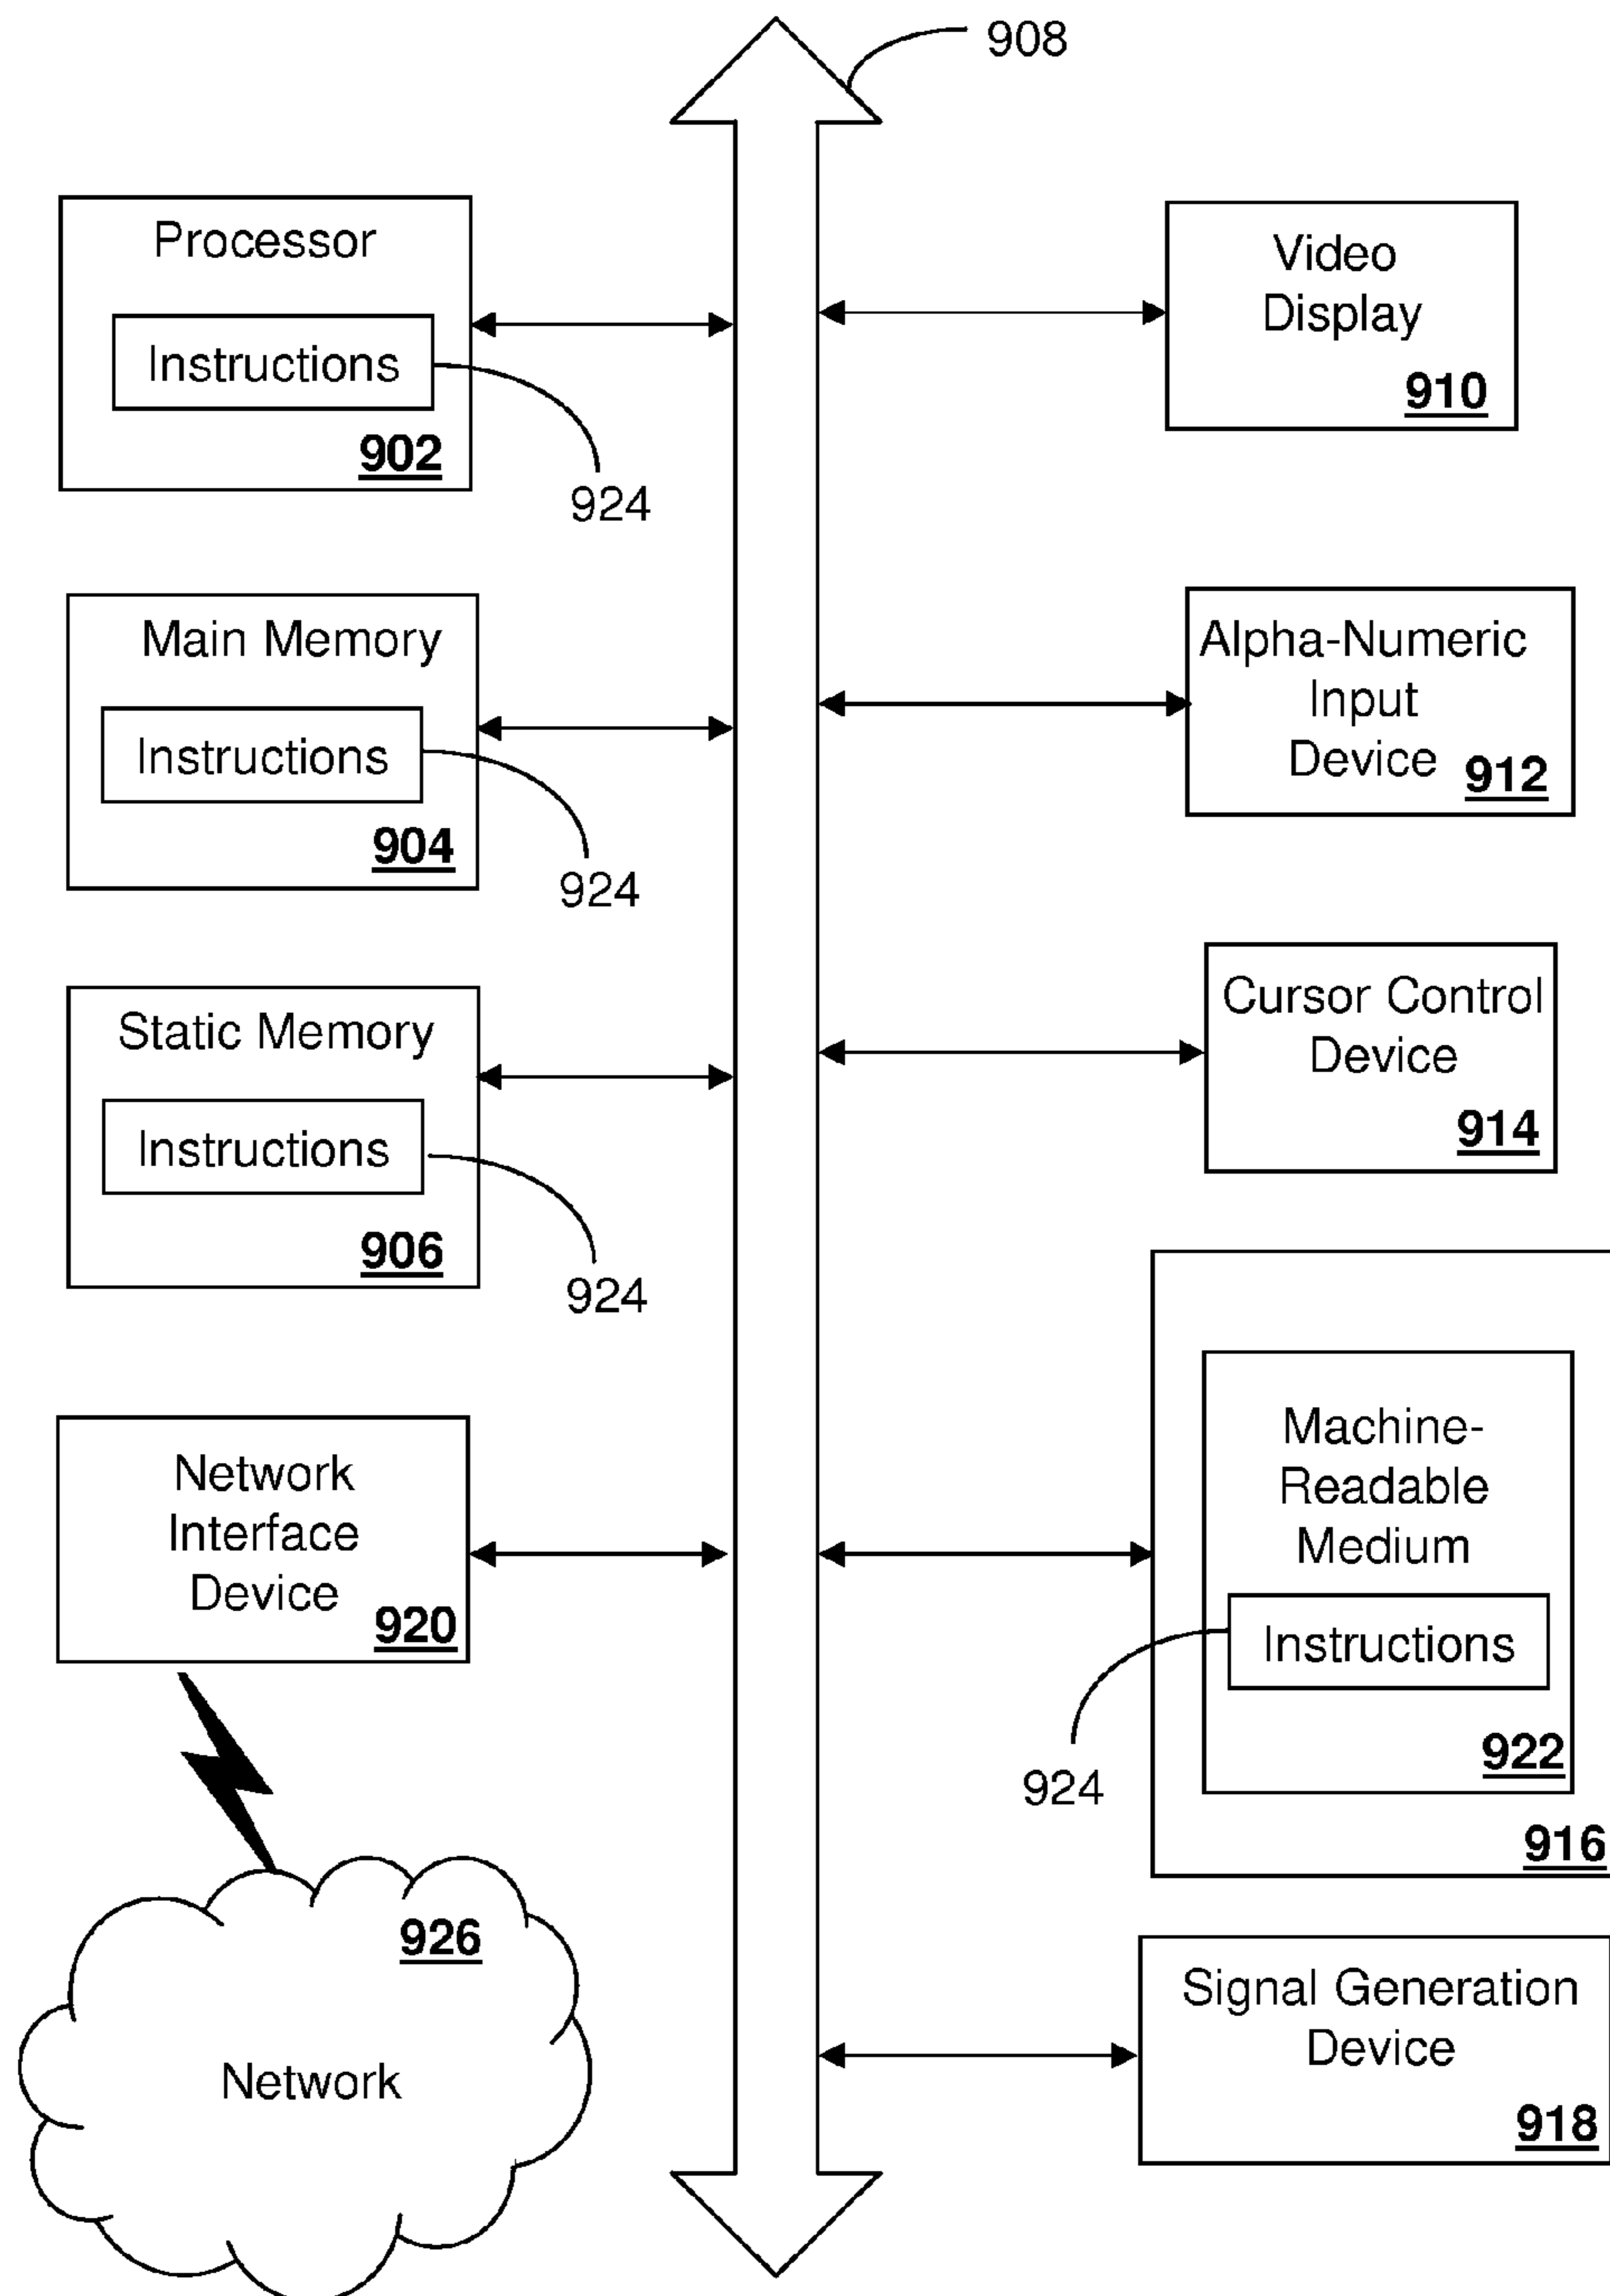 908
Processor
Instructions
902
924
Main Memory
Instructions
904
924
Static Memory
Instructions
906
924
Network
Interface
Device
920
926
Network
Video
Display
910
Alpha-Numeric
Input
Device
912
Cursor Control
Device
914
Machine-
Readable
Medium
Instructions
922
924
916
Signal Generation
Device
918